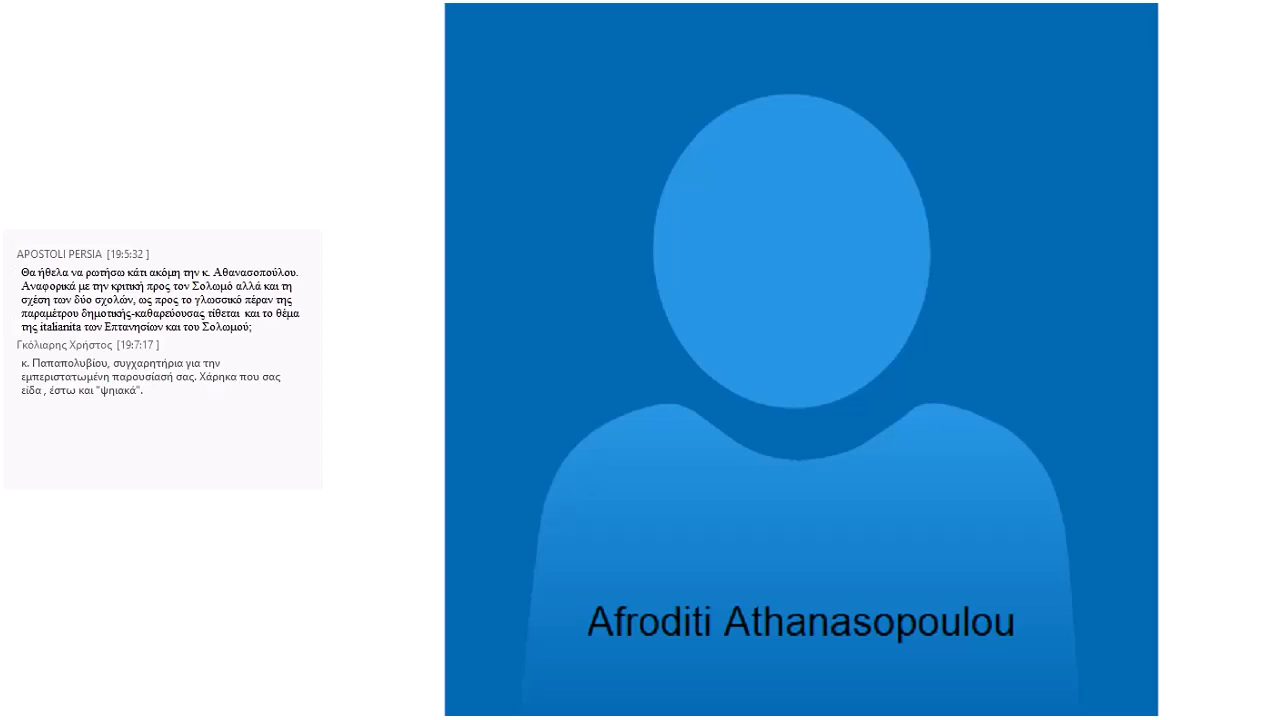 APOSTOLI PERSIA [19:5:32 ]
Θα ήθελα να ρωτήσω κάτι ακόμη την κ. Αθανασοπούλου.
Αναφορικά με την κριτική προς τον Σολωμό αλλά και τη
σχέση των δύο σχολών, ως προς το γλωσσικό πέραν της
παραμέτρου δημοτικής-καθαρεύουσας τίθεται και το θέμα
της italianita των Επτανησίων και του Σολωμού;
Γκόλιαρης Χρήστος [19:7:17 ]
κ. Παπαπολυβίου, συγχαρητήρια για την
εμπεριστατωμένη παρουσίασή σας. Χάρηκα που σας
είδα , έστω και "ψηιακά".
Afroditi Athanasopoulou